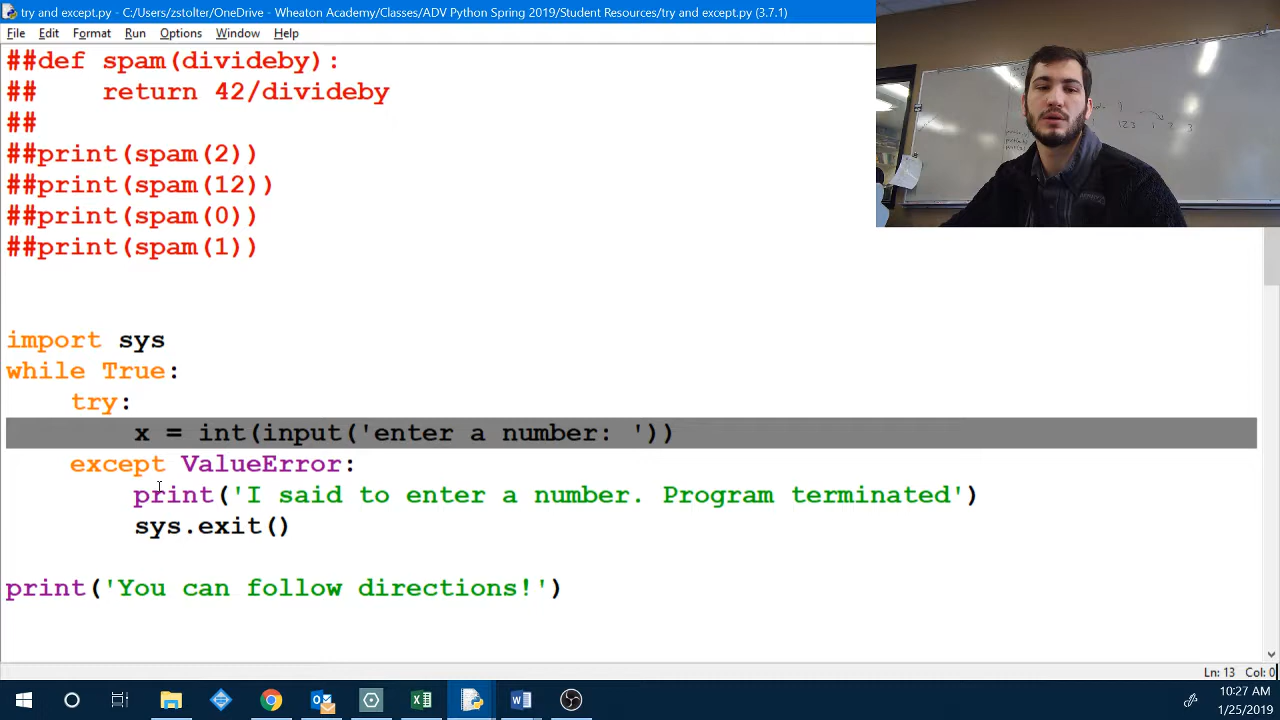 try and except.py - C:/Users/zstolter/OneDrive - Wheaton Academy/Classes/ADV Python Spring 2019/Student Resources/try and except.py (3.7.1)
File Edit Format Run Options Window Help
##def spam(divideby):
##    return 42/divideby
##
##print(spam(2))
##print(spam(12))
##print(spam(0))
##print(spam(1))
import sys
while True:
    try:
        x = int(input('enter a number: '))
    except ValueError:
        print('I said to enter a number. Program terminated')
        sys.exit()
print('You can follow directions!')
Ln: 13 Col: 0
10:27 AM
1/25/2019